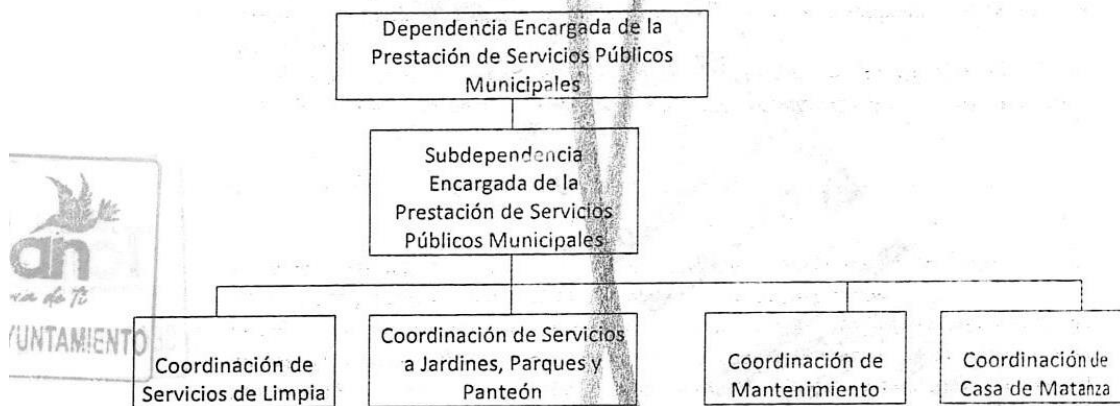 Dependencia Encargada de la
Prestación de Servicios Públicos
Municipales
Subdependencia
Encargada de la
Prestación de Servicios
Públicos Municipales
de Ti
YUNTAMIENTO
Coordinación de
Servicios de Limpia
Coordinación de Servicios
a Jardines, Parques y
Panteón
Coordinación de
Mantenimiento
Coordinación de
Casa de Matanza